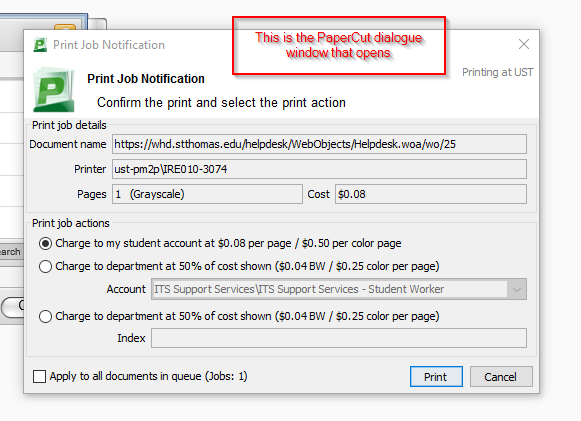 This is the PaperCut dialogue
window that opens
Print Job Notification
Printing at UST
Print Job Notification
Confirm the print and select the print action
Print job details
Document name https://whd.stthomas.edu/helpdesk/WebObjects/Helpdesk.woa/wo/25
Printer ust-pm2p\IRE010-3074
Pages 1 (Grayscale) Cost $0.08
Print job actions
Charge to my student account at $0.08 per page / $0.50 per color page
Charge to department at 50% of cost shown ($0.04 BW / $0.25 color per page)
Account ITS Support Services\ITS Support Services - Student Worker
Charge to department at 50% of cost shown ($0.04 BW / $0.25 color per page)
Index
Apply to all documents in queue (Jobs: 1)
Print Cancel